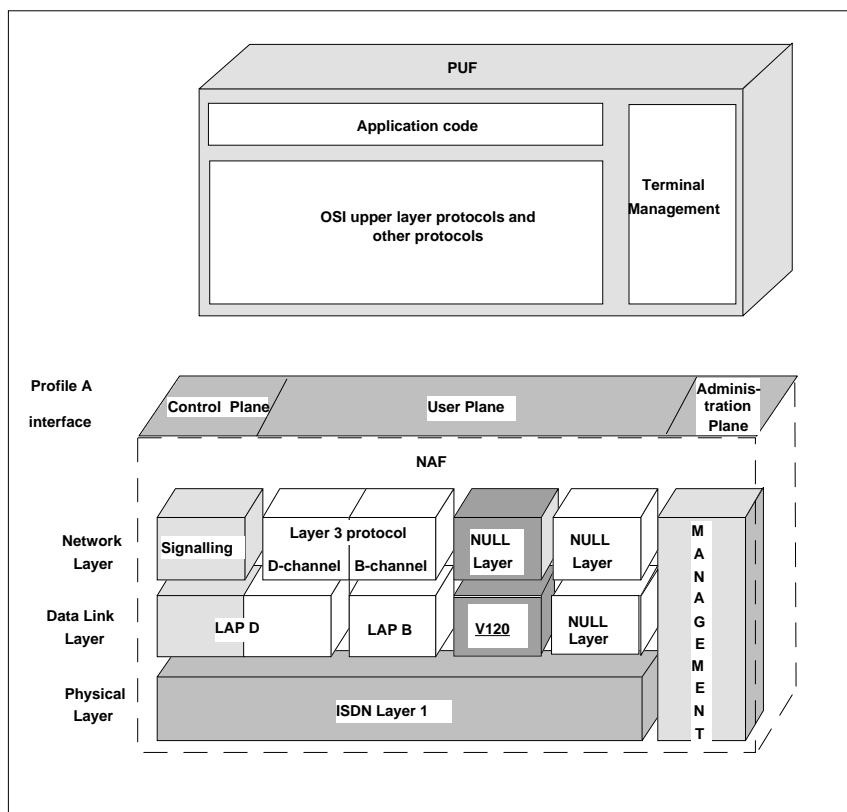 PUF
Application code
OSI upper layer protocols and
other protocols
Terminal
Management
Profile A
interface
Control Plane
User Plane
Adminis-
tration
Plane
NAF
Network
Layer
Signalling
Layer 3 protocol
D-channel
B-channel
NULL
Layer
NULL
Layer
Data Link
Layer
LAP D
LAP B
V120
NULL
Layer
Physical
Layer
ISDN Layer 1
M
A
N
A
G
E
M
E
N
T